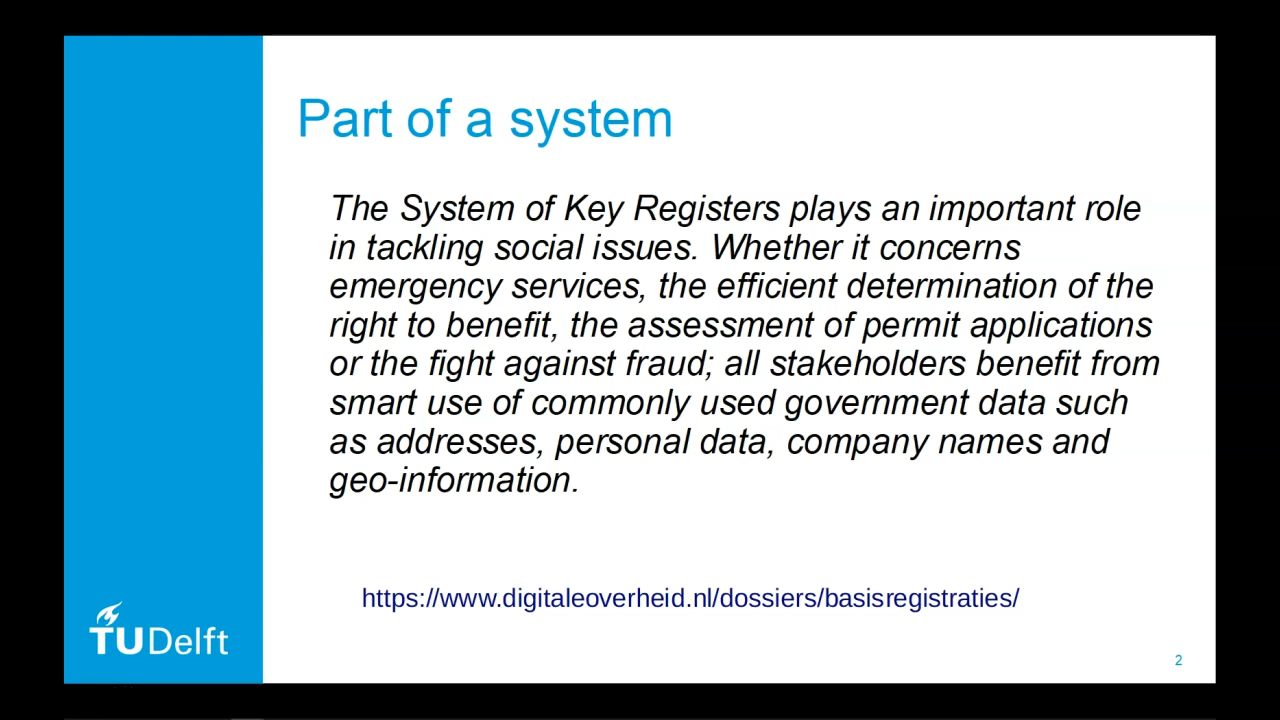 Part of a system
The System of Key Registers plays an important role
in tackling social issues. Whether it concerns
emergency services, the efficient determination of the
right to benefit, the assessment of permit applications
or the fight against fraud; all stakeholders benefit from
smart use of commonly used government data such
as addresses, personal data, company names and
geo-information.
https://www.digitaleoverheid.nl/dossiers/basisregistraties/
TUDelft
2